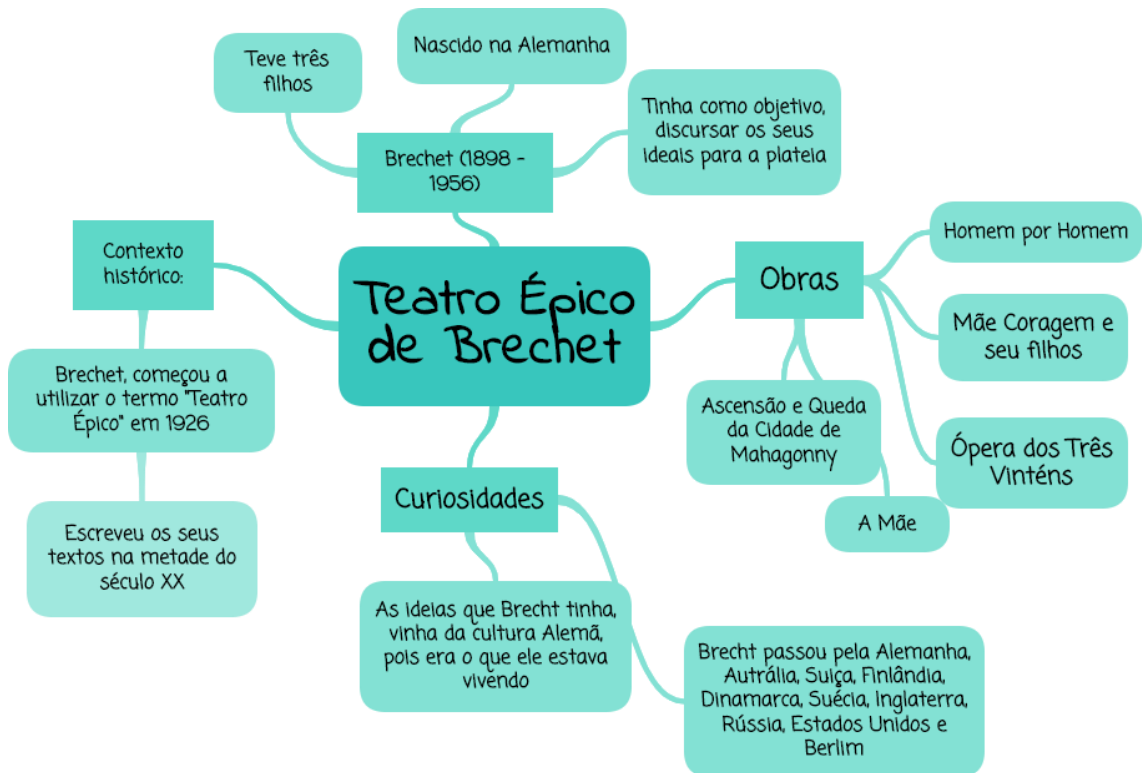 Teatro Épico
de Brechet
Brechet (1898 -
1956)
Teve três
filhos
Nascido na Alemanha
Tinha como objetivo,
discursar os seus
ideais para a plateia
Contexto
histórico:
Brechet, começou a
utilizar o termo "Teatro
Épico" em 1926
Escreveu os seus
textos na metade do
século XX
Obras
Homem por Homem
Mãe Coragem e
seu filhos
Ópera dos Três
Vinténs
A Mãe
Ascensão e Queda
da Cidade de
Mahagonny
Curiosidades
As ideias que Brecht tinha,
vinha da cultura Alemã,
pois era o que ele estava
vivendo
Brecht passou pela Alemanha,
Autrália, Suiça, Finlândia,
Dinamarca, Suécia, Inglaterra,
Rússia, Estados Unidos e
Berlim